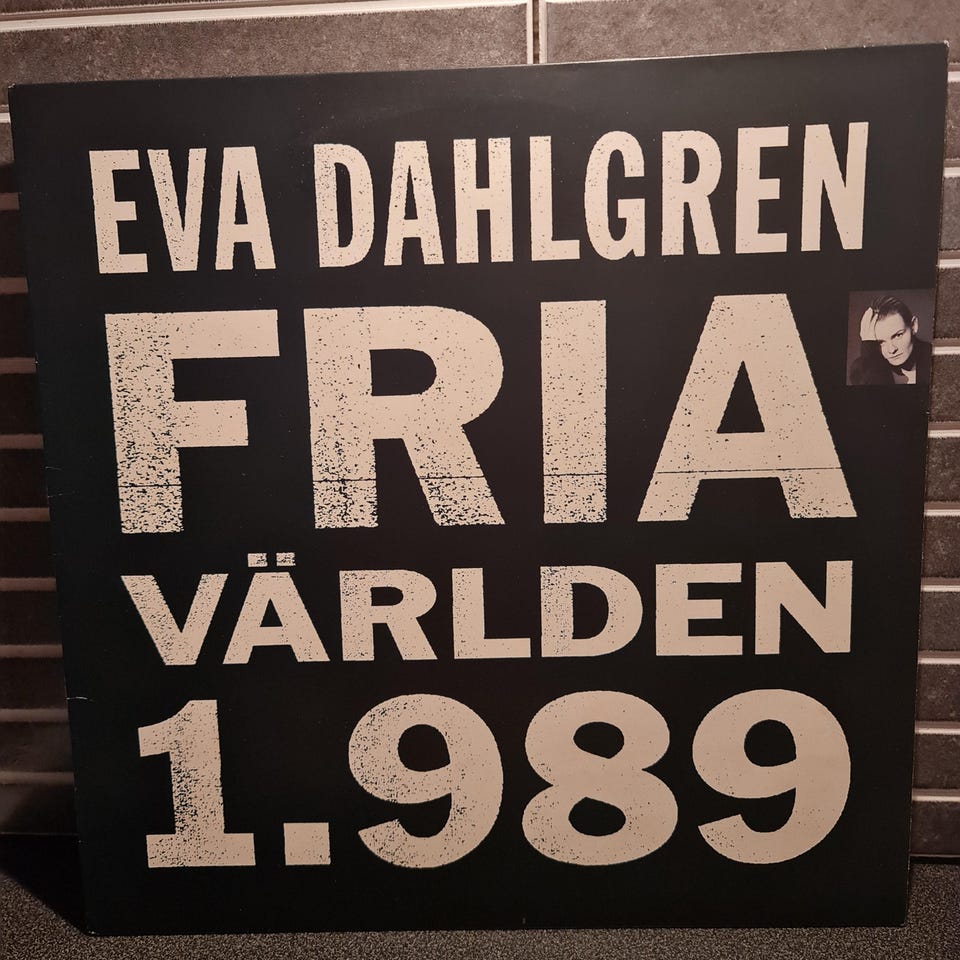 EVA DAHLGREN
FRIA
VÄRLDEN
1.989